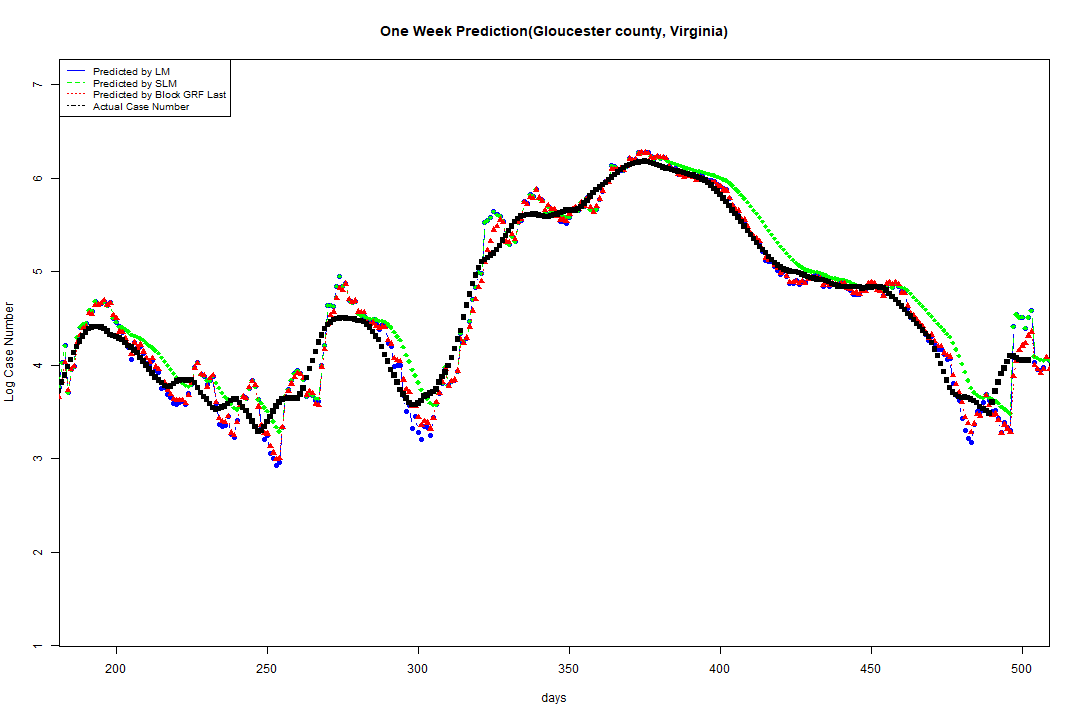 One Week Prediction(Gloucester county, Virginia)
Predicted by LM
Predicted by SLM
Predicted by Block GRF Last
Actual Case Number
7
6
5
4
3
2
1
Log Case Number
200 250 300 350 400 450 500
days